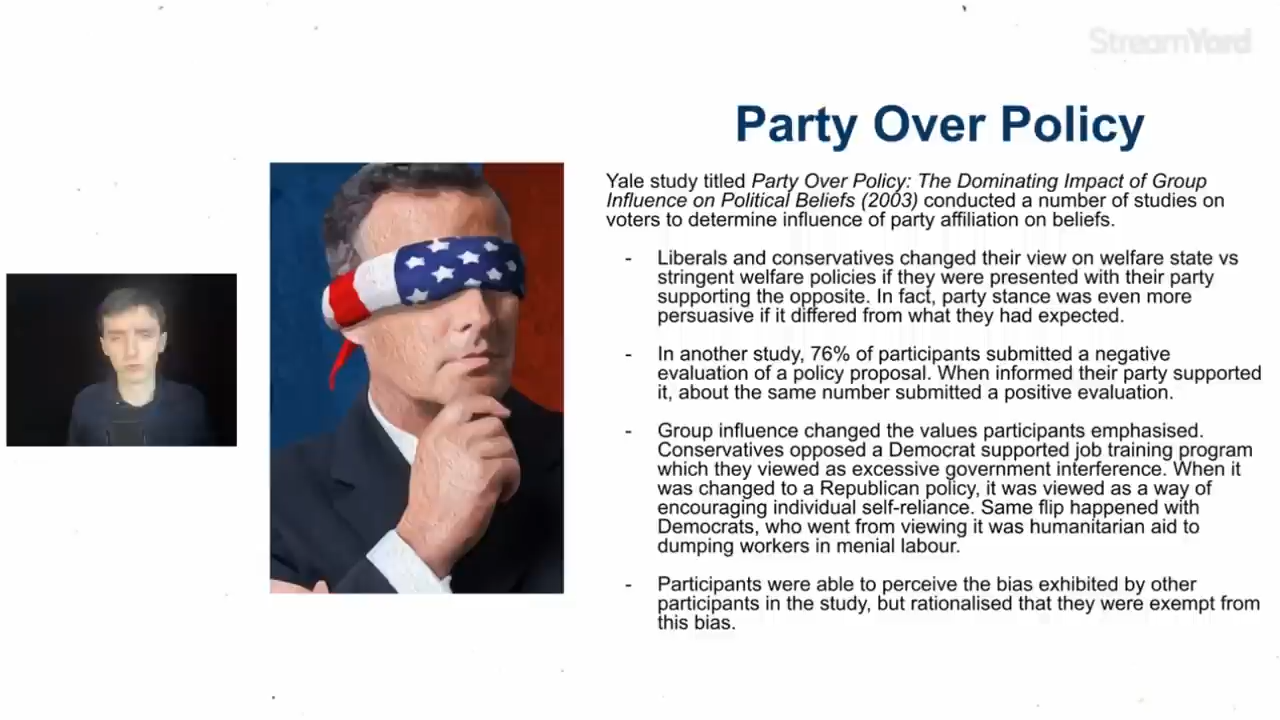 StreamYard
Party Over Policy
Yale study titled Party Over Policy: The Dominating Impact of Group
Influence on Political Beliefs (2003) conducted a number of studies on
voters to determine influence of party affiliation on beliefs.
- Liberals and conservatives changed their view on welfare state vs
stringent welfare policies if they were presented with their party
supporting the opposite. In fact, party stance was even more
persuasive if it differed from what they had expected.
- In another study, 76% of participants submitted a negative
evaluation of a policy proposal. When informed their party supported
it, about the same number submitted a positive evaluation.
- Group influence changed the values participants emphasised.
Conservatives opposed a Democrat supported job training program
which they viewed as excessive government interference. When it
was changed to a Republican policy, it was viewed as a way of
encouraging individual self-reliance. Same flip happened with
Democrats, who went from viewing it was humanitarian aid to
dumping workers in menial labour.
- Participants were able to perceive the bias exhibited by other
participants in the study, but rationalised that they were exempt from
this bias.